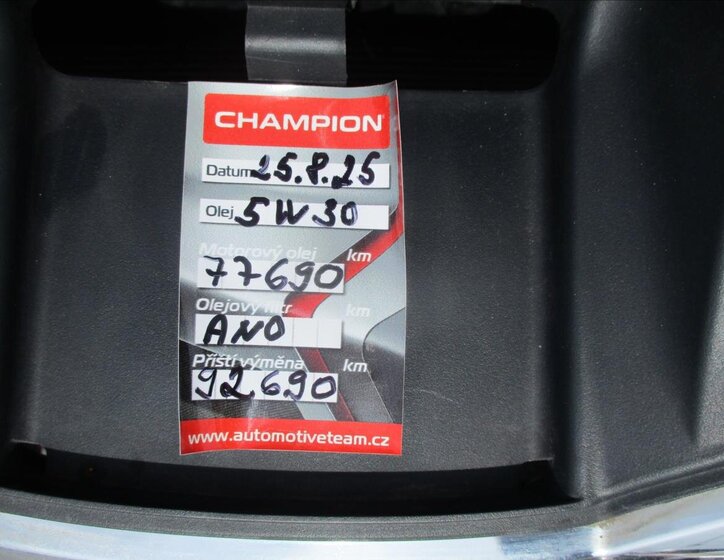 CHAMPION
Datum 25.8.25
Olej 5W30
Motorový olej km
77690
Olejový filtr km
ANO
Příští výměna km
92690
www.automotiveteam.cz